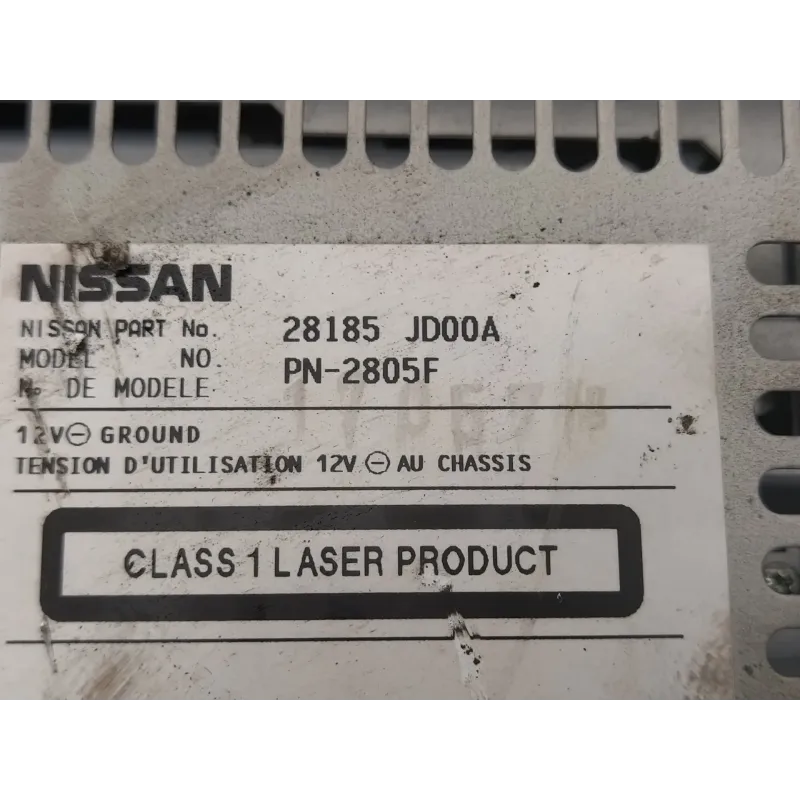 NISSAN
NISSAN PART No. 28185 JD00A
MODEL NO. PN-2805F
No DE MODELE
12V⊖ GROUND
TENSION D'UTILISATION 12V ⊖ AU CHASSIS
CLASS 1 LASER PRODUCT